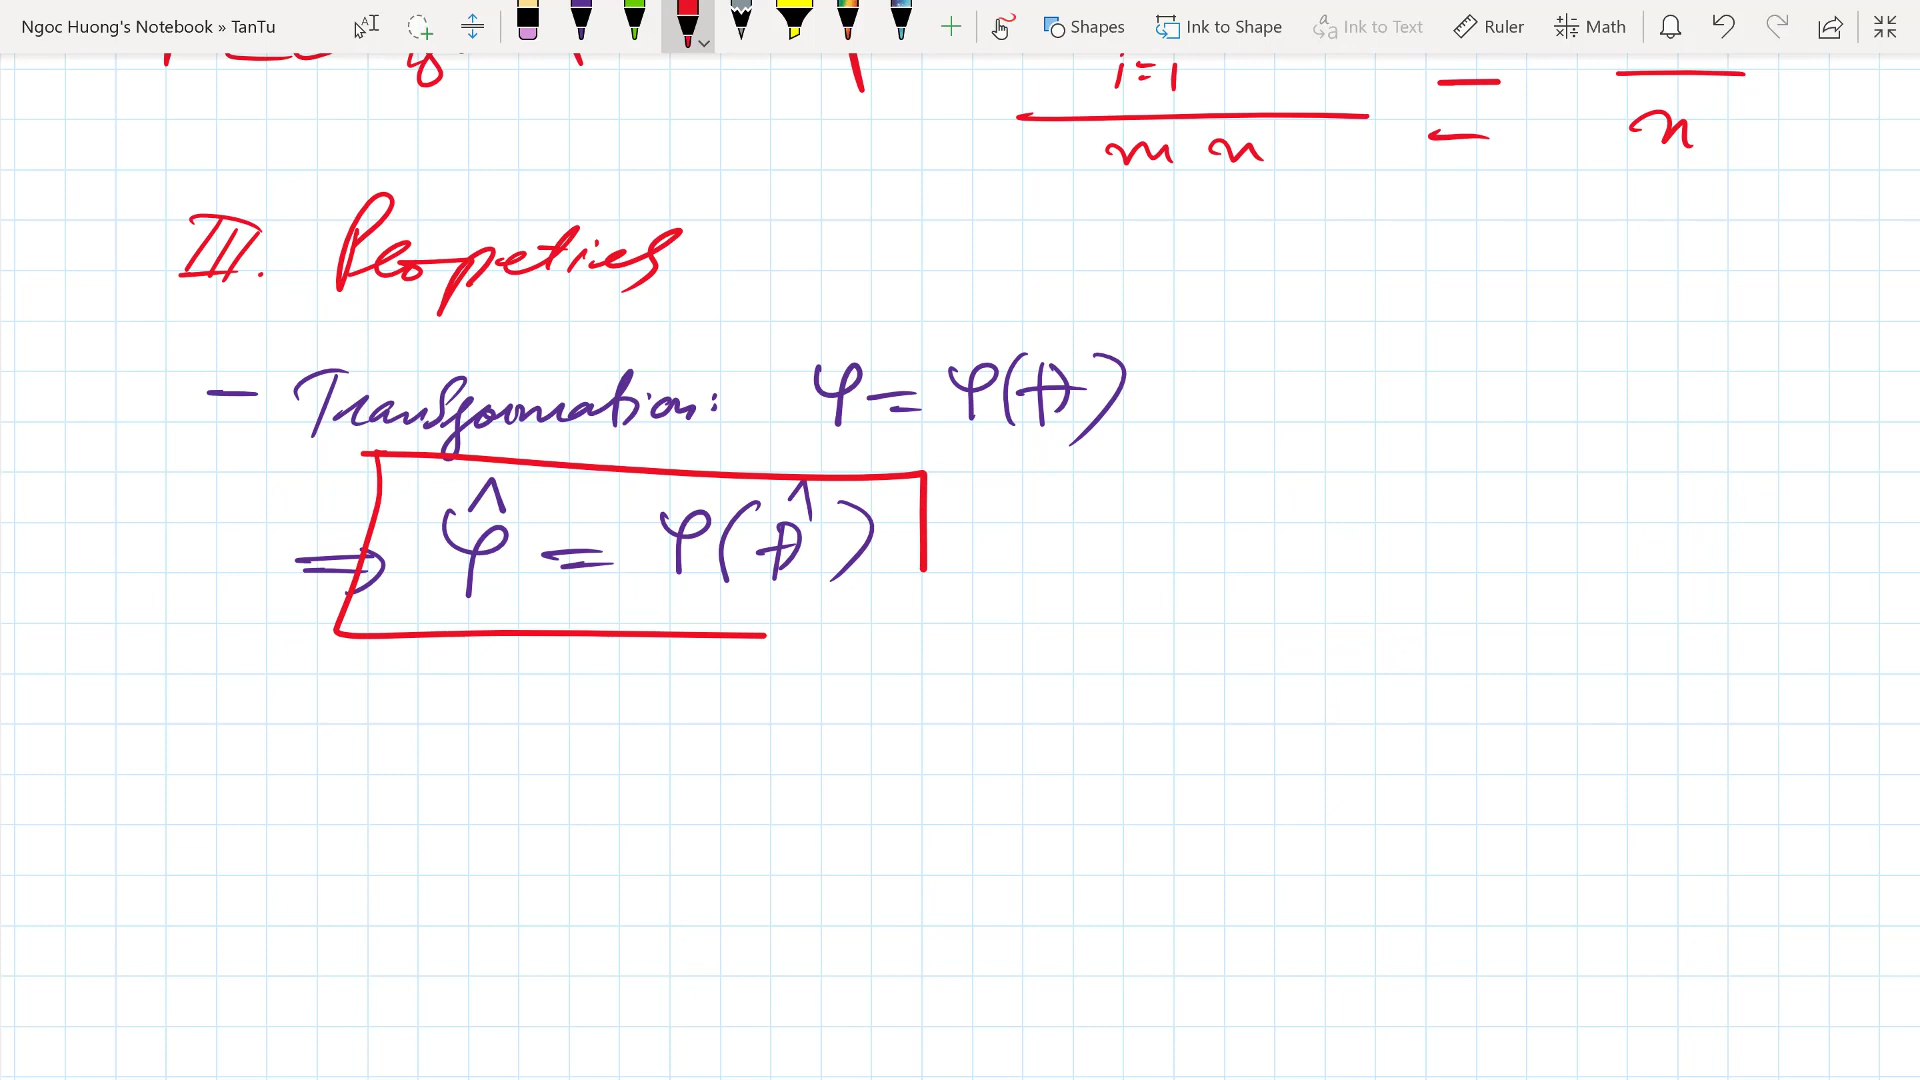 Ngoc Huong's Notebook » TanTu Shapes Ink to Shape Ink to Text Ruler Math
i=1
m n = n
III. Properties
- Transformation: φ = φ(θ)
⇒ φ̂ = φ(θ̂)